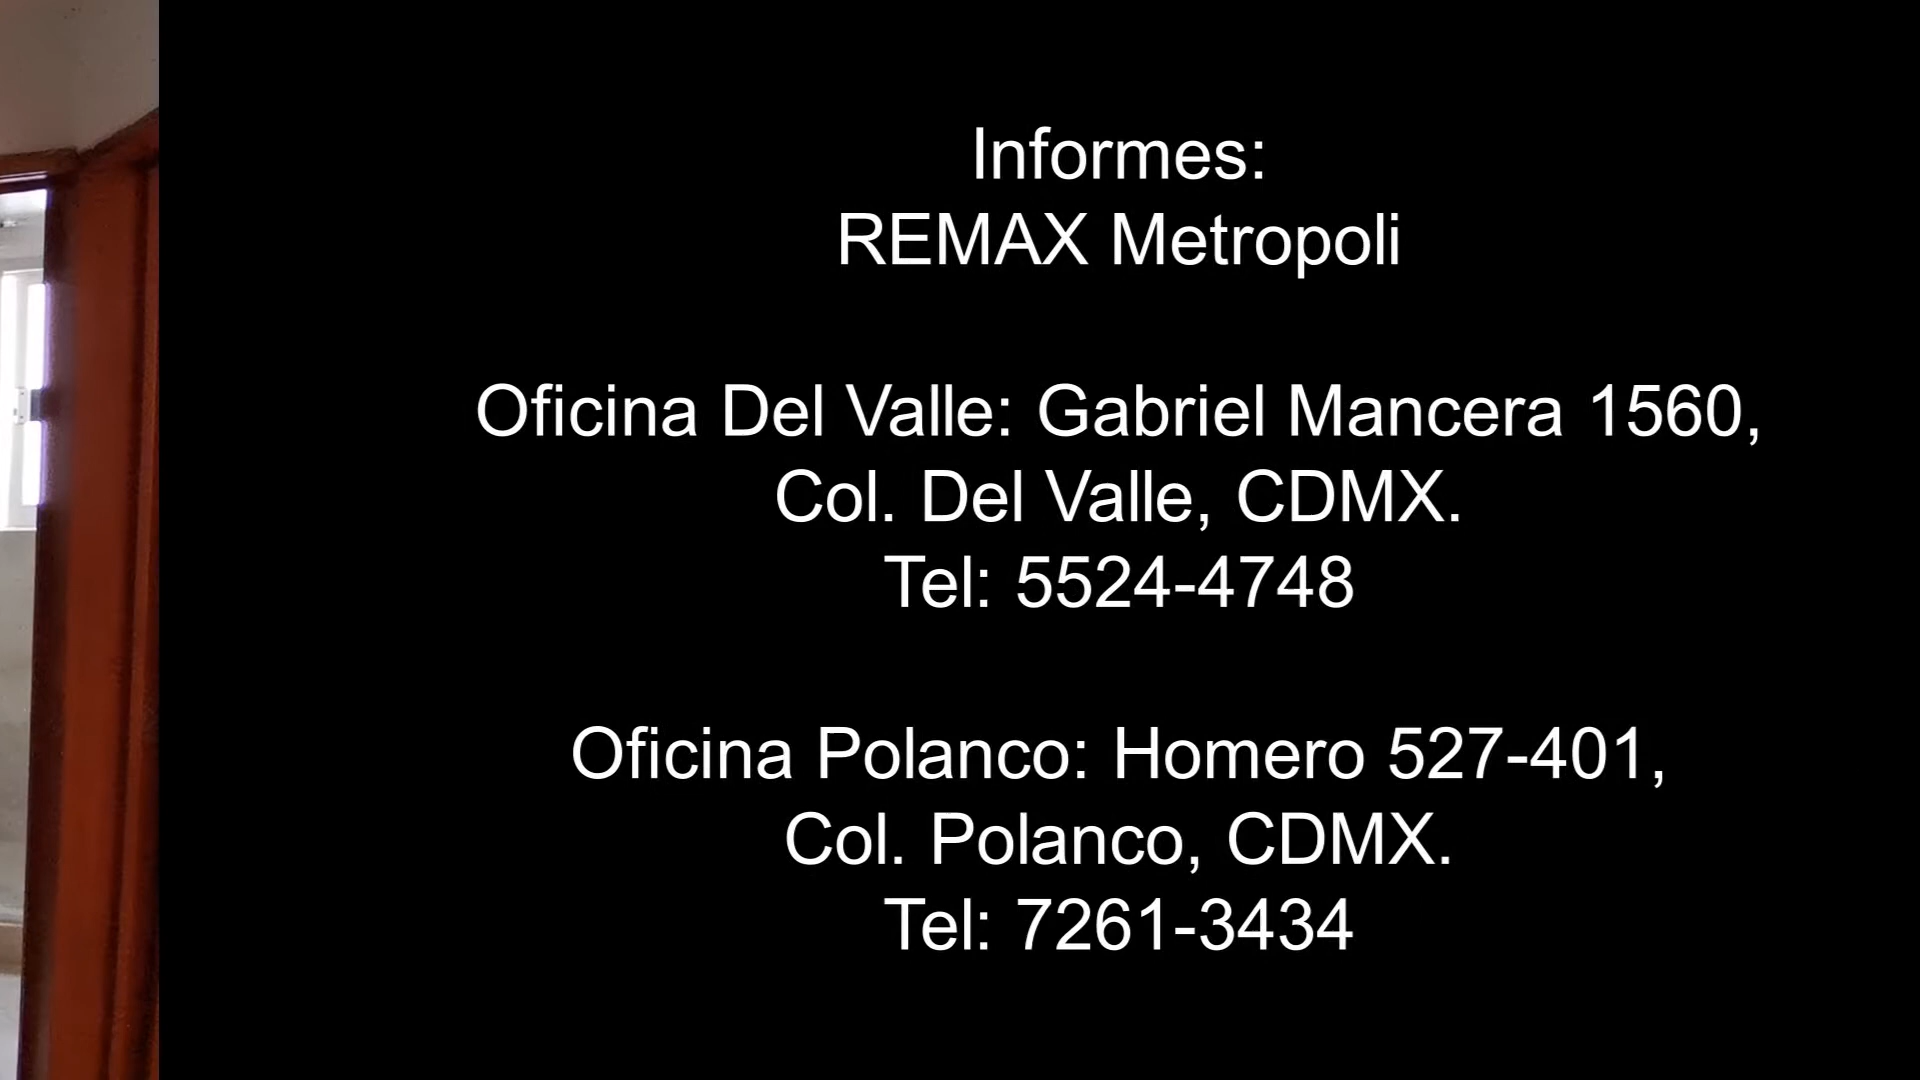 Informes:
REMAX Metropoli
Oficina Del Valle: Gabriel Mancera 1560,
Col. Del Valle, CDMX.
Tel: 5524-4748
Oficina Polanco: Homero 527-401,
Col. Polanco, CDMX.
Tel: 7261-3434